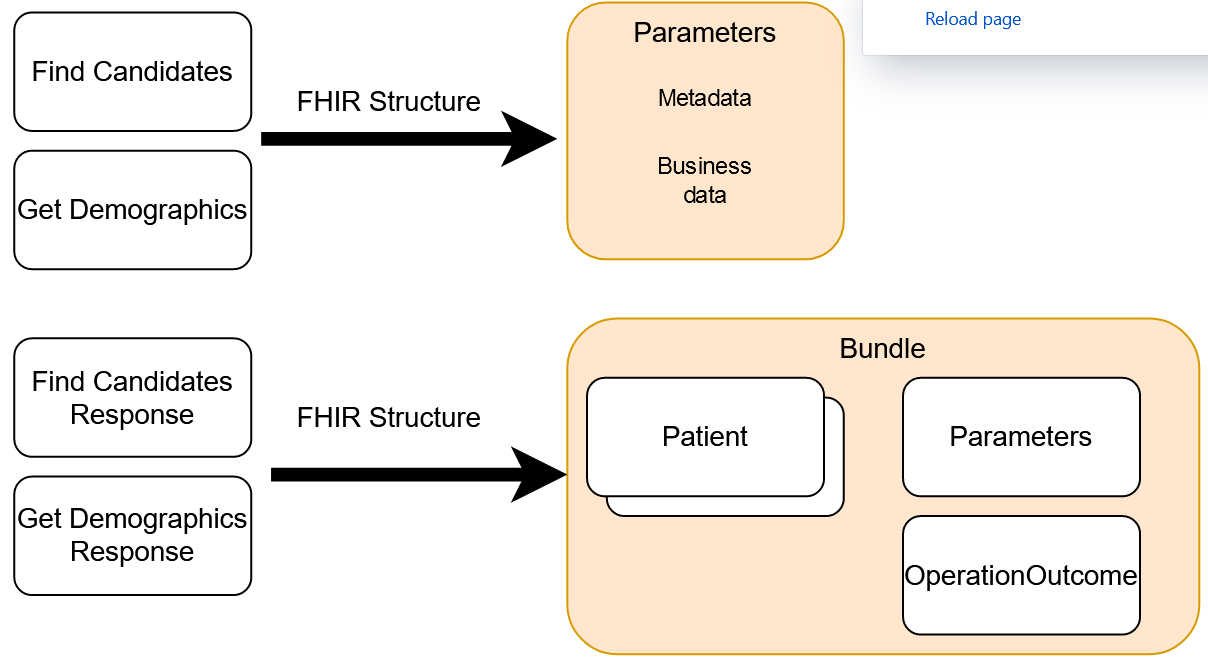 Find Candidates
Get Demographics
FHIR Structure
Parameters
Metadata
Business
data
Reload page
Find Candidates
Response
Get Demographics
Response
FHIR Structure
Bundle
Patient
Parameters
OperationOutcome